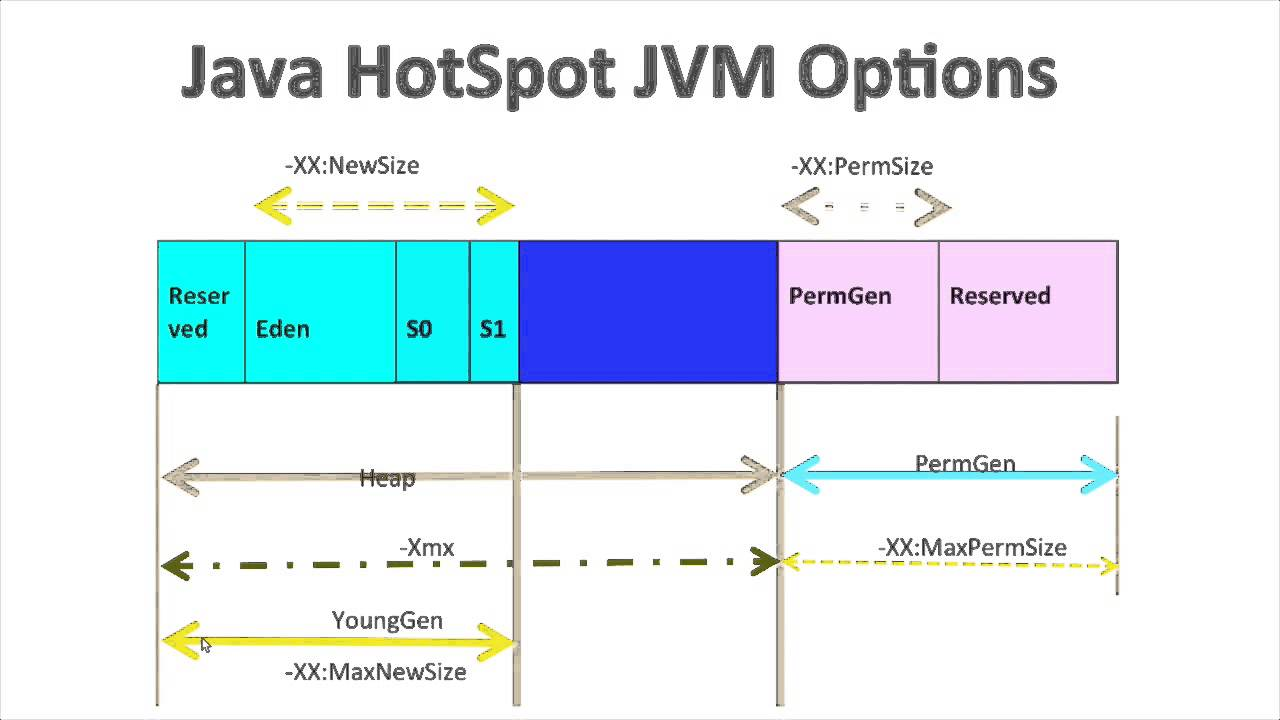 Java HotSpot JVM Options
-XX:NewSize
-XX:PermSize
Reser
ved
Eden
S0
S1
PermGen
Reserved
Heap
PermGen
-Xmx
-XX:MaxPermSize
YoungGen
-XX:MaxNewSize